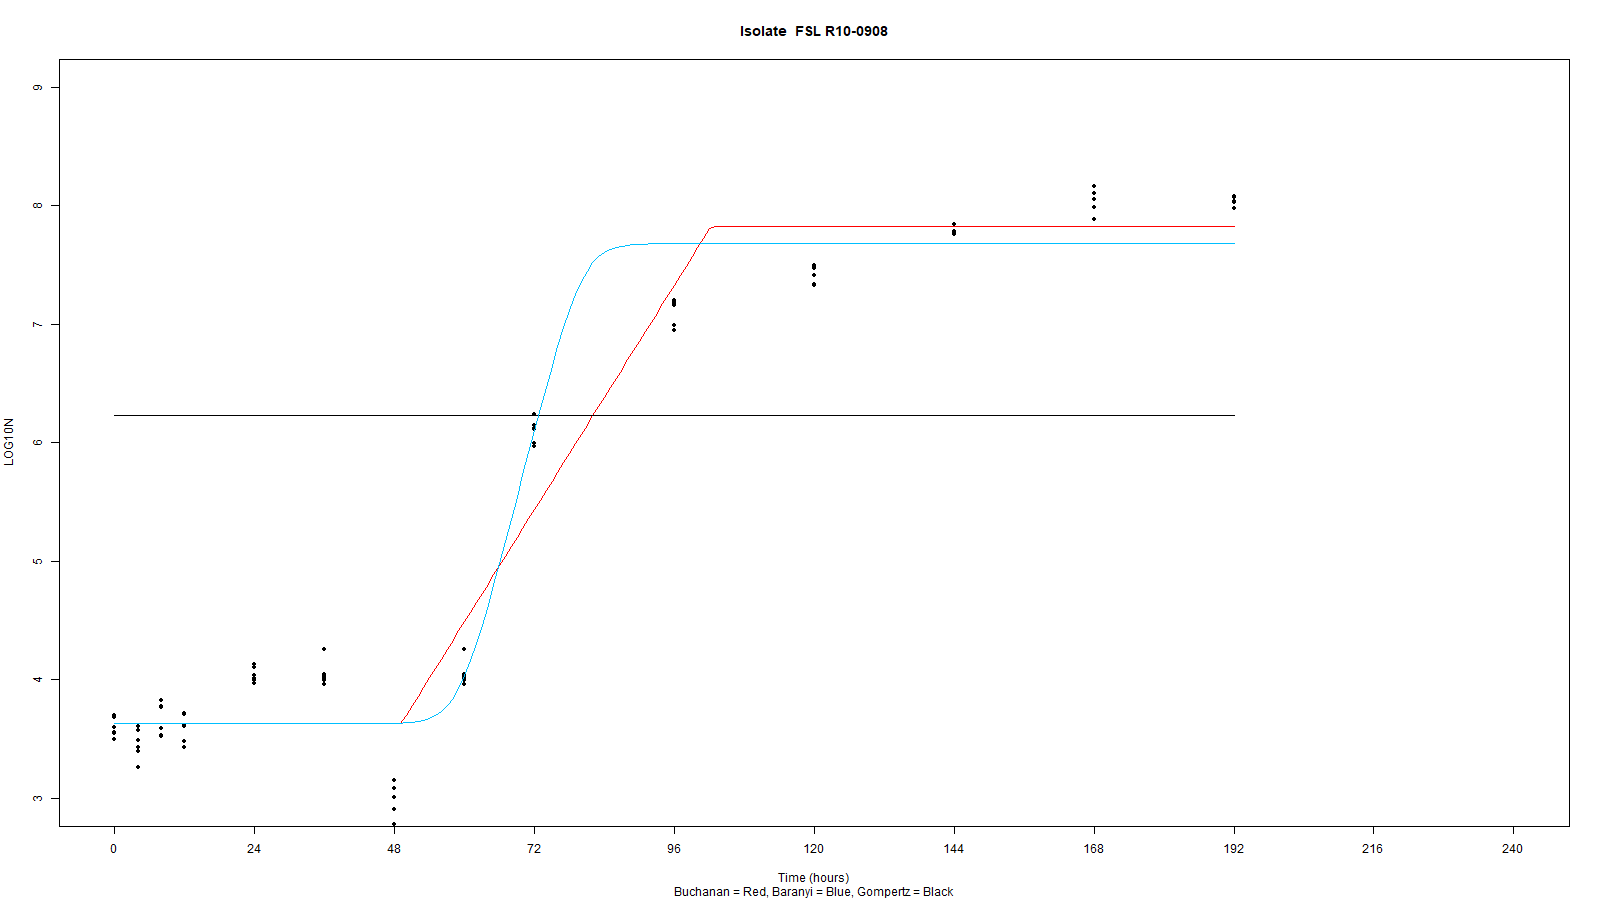 Isolate  FSL R10-0908
9
8
7
6
5
4
3
LOG10N
0 24 48 72 96 120 144 168 192 216 240
Time (hours)
Buchanan = Red, Baranyi = Blue, Gompertz = Black